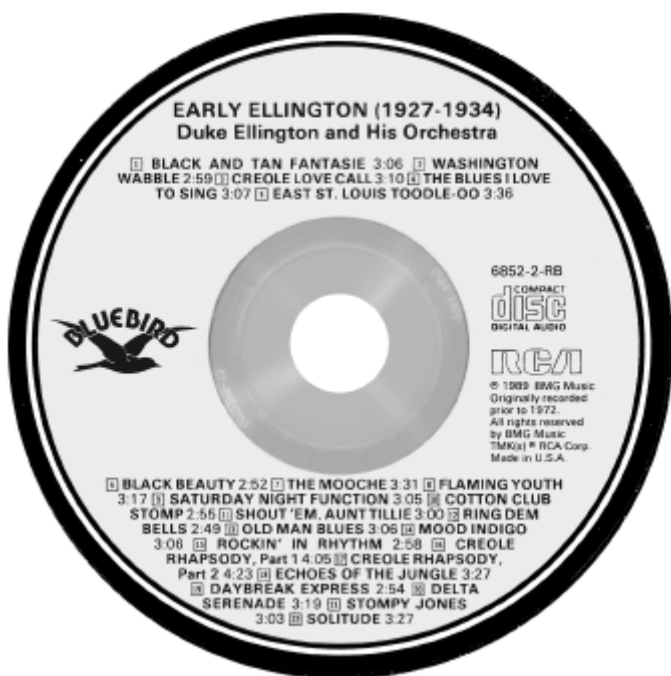 EARLY ELLINGTON (1927-1934)
Duke Ellington and His Orchestra
1 BLACK AND TAN FANTASIE 3:06 2 WASHINGTON
WABBLE 2:59 3 CREOLE LOVE CALL 3:10 4 THE BLUES I LOVE
TO SING 3:07 5 EAST ST. LOUIS TOODLE-OO 3:36
6852-2-RB
COMPACT
disc
DIGITAL AUDIO
BLUEBIRD
RCA
℗ 1989 BMG Music
Originally recorded
prior to 1972.
All rights reserved
by BMG Music
TMK(s) ® RCA Corp.
Made in U.S.A.
6 BLACK BEAUTY 2:52 7 THE MOOCHE 3:31 8 FLAMING YOUTH
3:17 9 SATURDAY NIGHT FUNCTION 3:05 10 COTTON CLUB
STOMP 2:55 11 SHOUT 'EM, AUNT TILLIE 3:00 12 RING DEM
BELLS 2:49 13 OLD MAN BLUES 3:06 14 MOOD INDIGO
3:06 15 ROCKIN' IN RHYTHM 2:58 16 CREOLE
RHAPSODY, Part 1 4:05 17 CREOLE RHAPSODY,
Part 2 4:23 18 ECHOES OF THE JUNGLE 3:27
19 DAYBREAK EXPRESS 2:54 20 DELTA
SERENADE 3:19 21 STOMPY JONES
3:03 22 SOLITUDE 3:27